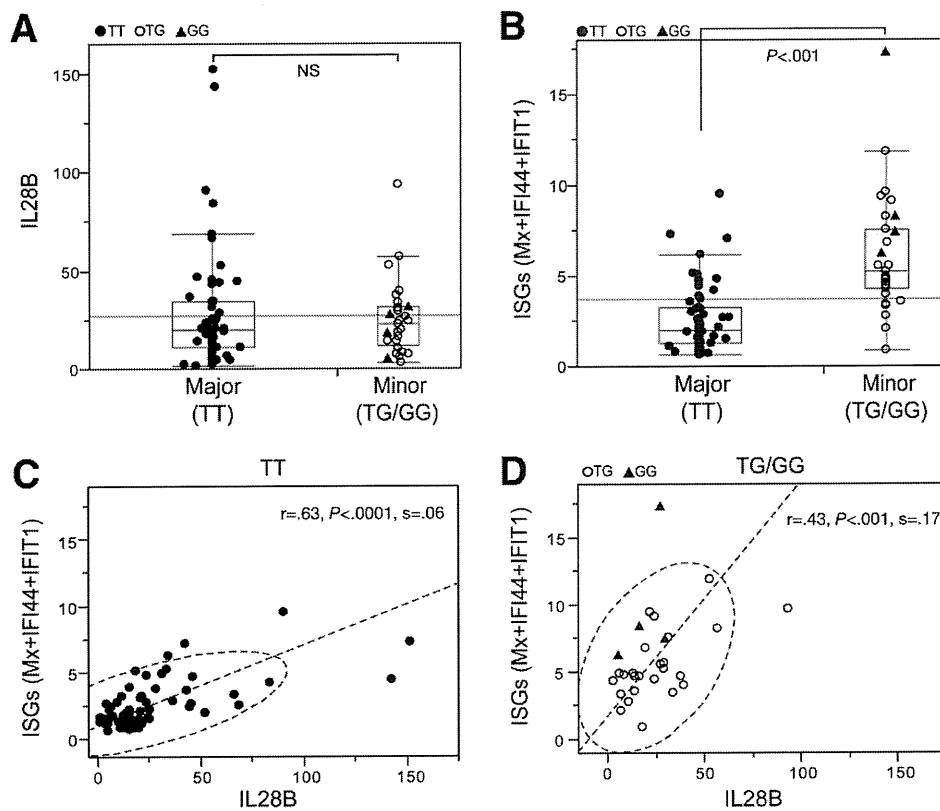 A
●TT ○TG ▲GG
NS
IL28B
150
100
50
0
Major
(TT)
Minor
(TG/GG)
B
●TT ○TG ▲GG
P<.001
ISGs (Mx+IFI44+IFIT1)
15
10
5
0
Major
(TT)
Minor
(TG/GG)
C
TT
r=.63, P<.0001, s=.06
ISGs (Mx+IFI44+IFIT1)
15
10
5
0
0 50 100 150
IL28B
D
○TG ▲GG
TG/GG
r=.43, P<.001, s=.17
ISGs (Mx+IFI44+IFIT1)
15
10
5
0
0 50 100 150
IL28B